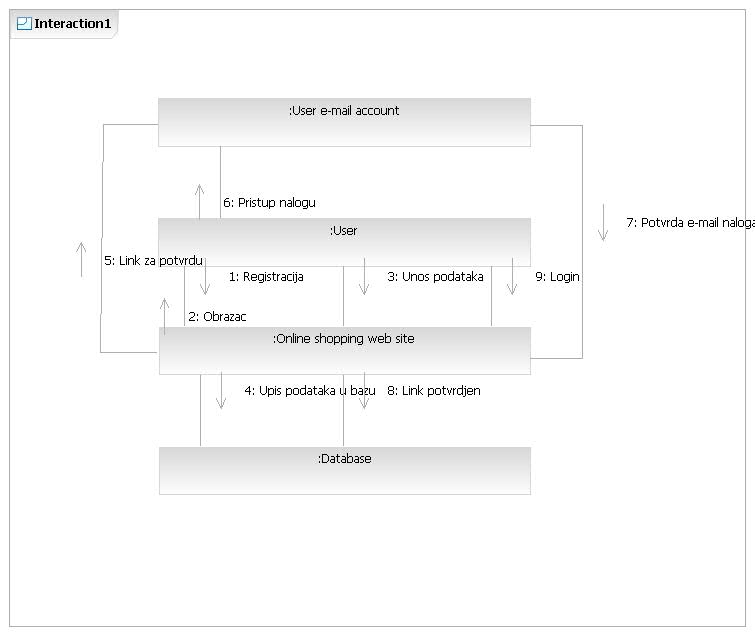 Interaction1
:User e-mail account
6: Pristup nalogu
7: Potvrda e-mail naloga
:User
5: Link za potvrdu
1: Registracija
3: Unos podataka
9: Login
2: Obrazac
:Online shopping web site
4: Upis podataka u bazu
8: Link potvrdjen
:Database